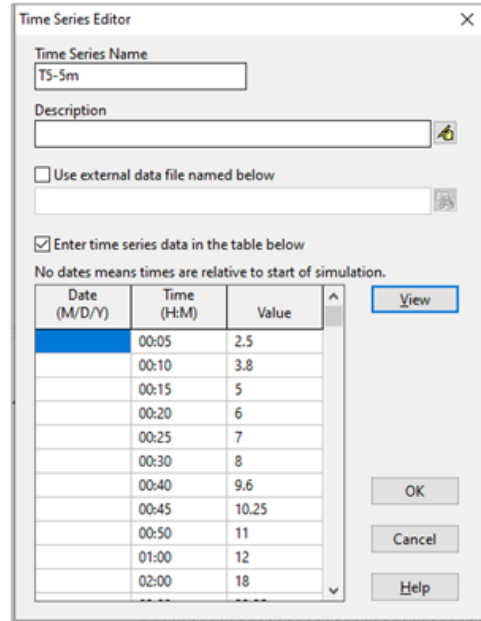 Time Series Editor
Time Series Name
T5-5m
Description
Use external data file named below
Enter time series data in the table below
No dates means times are relative to start of simulation.
Date (M/D/Y) Time (H:M) Value
View
00:05 2.5
00:10 3.8
00:15 5
00:20 6
00:25 7
00:30 8
00:40 9.6
00:45 10.25
00:50 11
01:00 12
02:00 18
OK
Cancel
Help